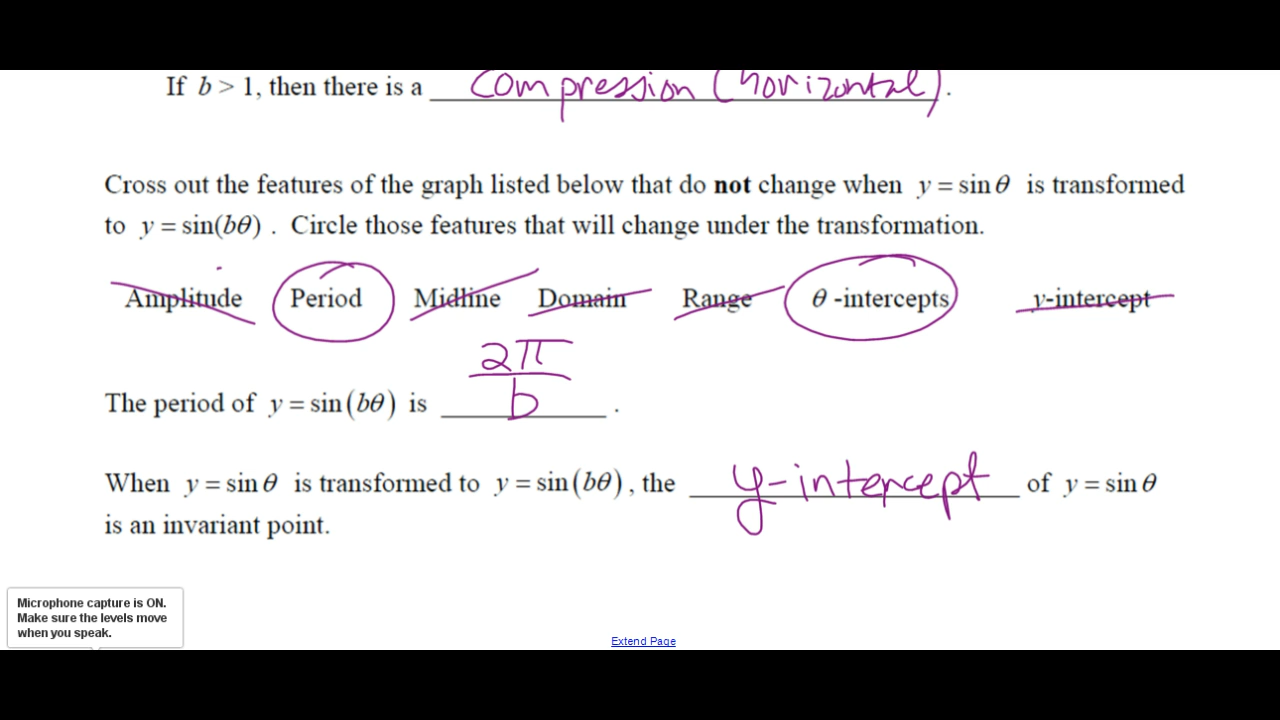 If b > 1, then there is a compression (horizontal).
Cross out the features of the graph listed below that do not change when y = sin θ is transformed
to y = sin(bθ) . Circle those features that will change under the transformation.
Amplitude Period Midline Domain Range θ -intercepts y-intercept
The period of y = sin(bθ) is 2π/b .
When y = sin θ is transformed to y = sin(bθ), the y-intercept of y = sin θ
is an invariant point.
Microphone capture is ON.
Make sure the levels move
when you speak.
Extend Page